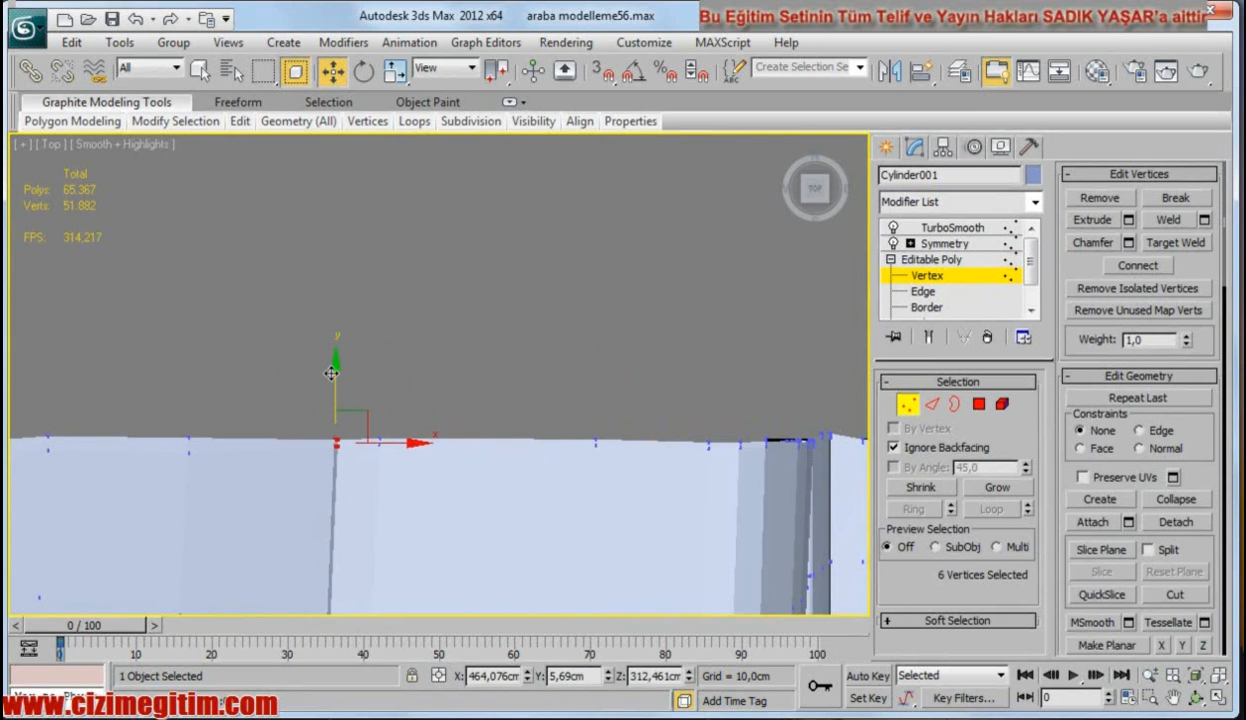 Autodesk 3ds Max 2012 x64 araba modelleme56.max
Bu Eğitim Setinin Tüm Telif ve Yayın Hakları SADIK YAŞAR'a aittir
Edit Tools Group Views Create Modifiers Animation Graph Editors Rendering Customize MAXScript Help
All View Create Selection Se
Graphite Modeling Tools Freeform Selection Object Paint
Polygon Modeling Modify Selection Edit Geometry (All) Vertices Loops Subdivision Visibility Align Properties
[ + ] [ Top ] [ Smooth + Highlights ]
Total
Polys: 65.367
Verts: 51.882
FPS: 314,217
TOP
y
x
Cylinder001
Modifier List
TurboSmooth
Symmetry
Editable Poly
Vertex
Edge
Border
Selection
By Vertex
Ignore Backfacing
By Angle: 45,0
Shrink Grow
Ring Loop
Preview Selection
Off SubObj Multi
6 Vertices Selected
Soft Selection
Edit Vertices
Remove Break
Extrude Weld
Chamfer Target Weld
Connect
Remove Isolated Vertices
Remove Unused Map Verts
Weight: 1,0
Edit Geometry
Repeat Last
Constraints
None Edge
Face Normal
Preserve UVs
Create Collapse
Attach Detach
Slice Plane Split
Slice Reset Plane
QuickSlice Cut
MSmooth Tessellate
Make Planar X Y Z
< 0 / 100 >
0 10 20 30 40 50 60 70 80 90 100
1 Object Selected X: 464,076cm Y: 5,69cm Z: 312,461cm Grid = 10,0cm Auto Key Selected
Add Time Tag Set Key Key Filters... 0
www.cizimegitim.com